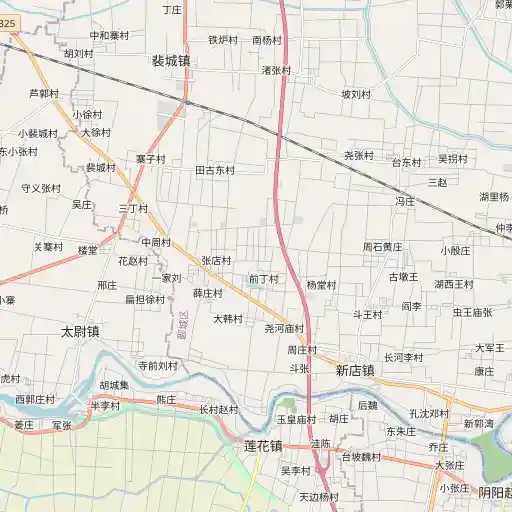 丁庄
郭菊
S325
中和寨村
铁炉村
南杨村
胡刘村
裴城镇
渚张村
芦郭村
坡刘村
小徐村
大徐村
小裴城村
东小张村
寨子村
尧张村
台东村
吴拐村
裴城村
田古东村
三赵
守义张村
湖里杨
冯庄
吴庄
三丁村
桥
仲李
中周村
关寨村
楼堂
周石黄庄
小殷庄
花赵村
张店村
一家刘
前丁村
古墩王
邢庄
杨堂村
湖西王村
小寨
扁担徐村
薛庄村
阎李
斗王村
虫王庙张
大韩村
郾城区
太尉镇
尧河庙村
大军王
周庄村
长河李村
寺前刘村
斗张
新店镇
康庄
虎村
胡城集
西郭庄村
半李村
熊庄
长村赵村
后魏
孔沈邓村
玉皇庙村
胡庄
新郭湾
姜庄
军张
东朱庄
莲花镇
洼陈
乔庄
台坡魏村
大张庄
吴李村
小张庄
天边杨村
阴阳赵